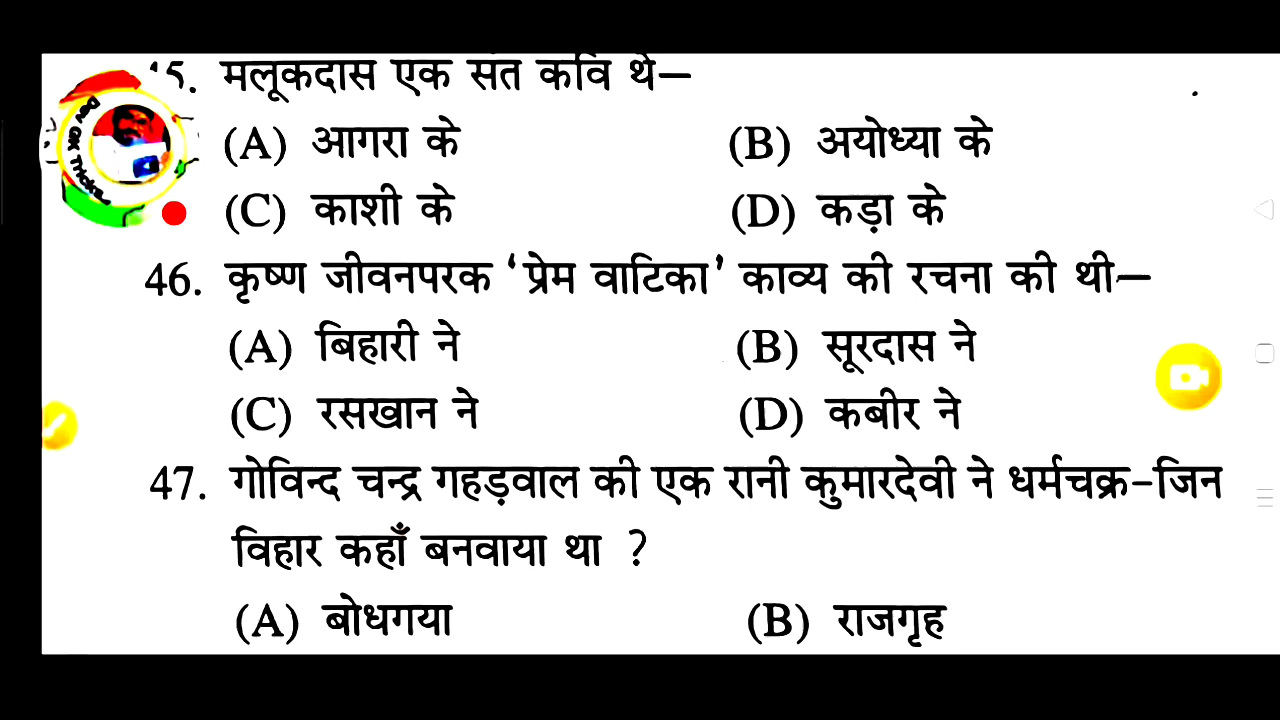 45. मलूकदास एक संत कवि थे—
(A) आगरा के (B) अयोध्या के
(C) काशी के (D) कड़ा के
46. कृष्ण जीवनपरक ‘प्रेम वाटिका’ काव्य की रचना की थी—
(A) बिहारी ने (B) सूरदास ने
(C) रसखान ने (D) कबीर ने
47. गोविन्द चन्द्र गहड़वाल की एक रानी कुमारदेवी ने धर्मचक्र-जिन
विहार कहाँ बनवाया था ?
(A) बोधगया (B) राजगृह